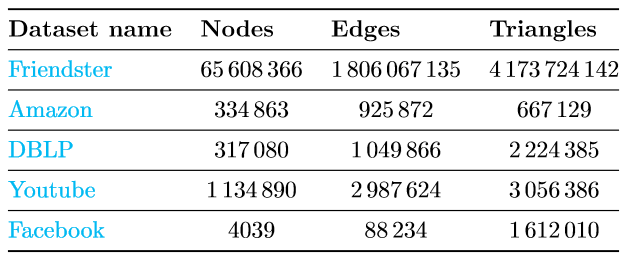 Dataset name Nodes Edges Triangles
Friendster 65 608 366 1 806 067 135 4 173 724 142
Amazon 334 863 925 872 667 129
DBLP 317 080 1 049 866 2 224 385
Youtube 1 134 890 2 987 624 3 056 386
Facebook 4039 88 234 1 612 010